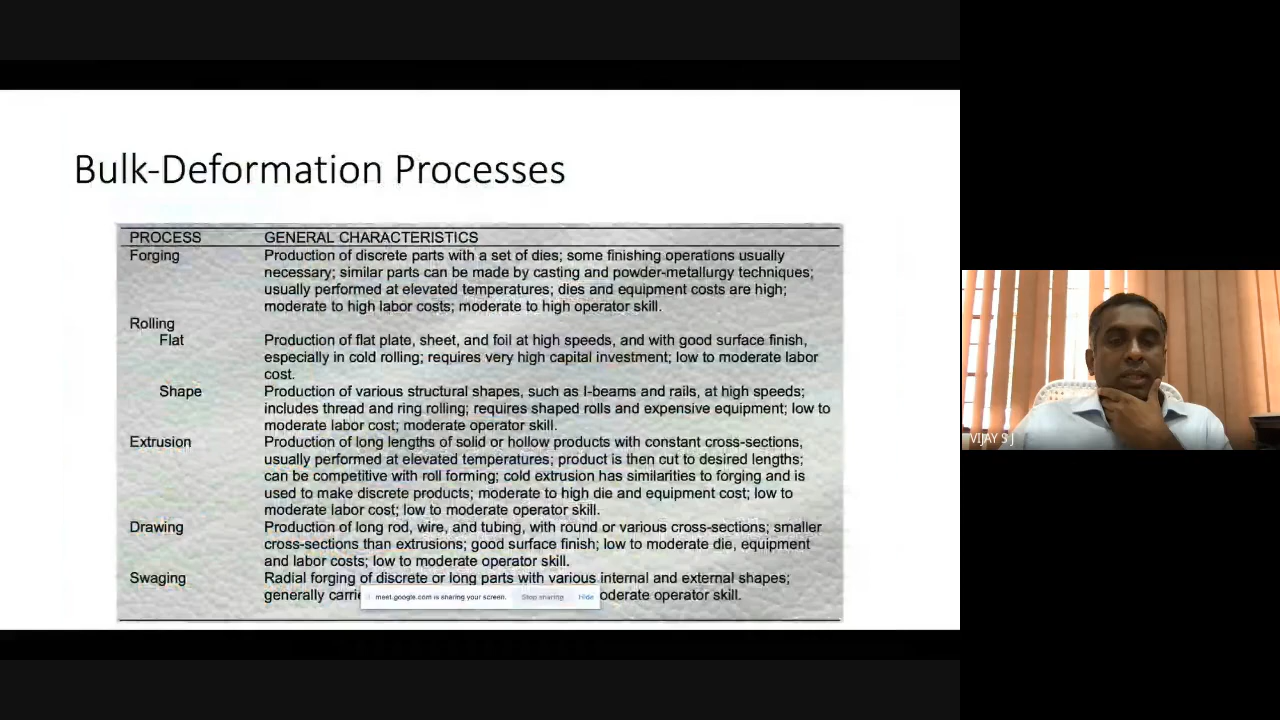 Bulk-Deformation Processes
PROCESS GENERAL CHARACTERISTICS
Forging Production of discrete parts with a set of dies; some finishing operations usually
necessary; similar parts can be made by casting and powder-metallurgy techniques;
usually performed at elevated temperatures; dies and equipment costs are high;
moderate to high labor costs; moderate to high operator skill.
Rolling
Flat Production of flat plate, sheet, and foil at high speeds, and with good surface finish,
especially in cold rolling; requires very high capital investment; low to moderate labor
cost.
Shape Production of various structural shapes, such as I-beams and rails, at high speeds;
includes thread and ring rolling; requires shaped rolls and expensive equipment; low to
moderate labor cost; moderate operator skill.
Extrusion Production of long lengths of solid or hollow products with constant cross-sections,
usually performed at elevated temperatures; product is then cut to desired lengths;
can be competitive with roll forming; cold extrusion has similarities to forging and is
used to make discrete products; moderate to high die and equipment cost; low to
moderate labor cost; low to moderate operator skill.
Drawing Production of long rod, wire, and tubing, with round or various cross-sections; smaller
cross-sections than extrusions; good surface finish; low to moderate die, equipment
and labor costs; low to moderate operator skill.
Swaging Radial forging of discrete or long parts with various internal and external shapes;
generally operator skill.
meet.google.com is sharing your screen. Stop sharing Hide
VIJAY S J